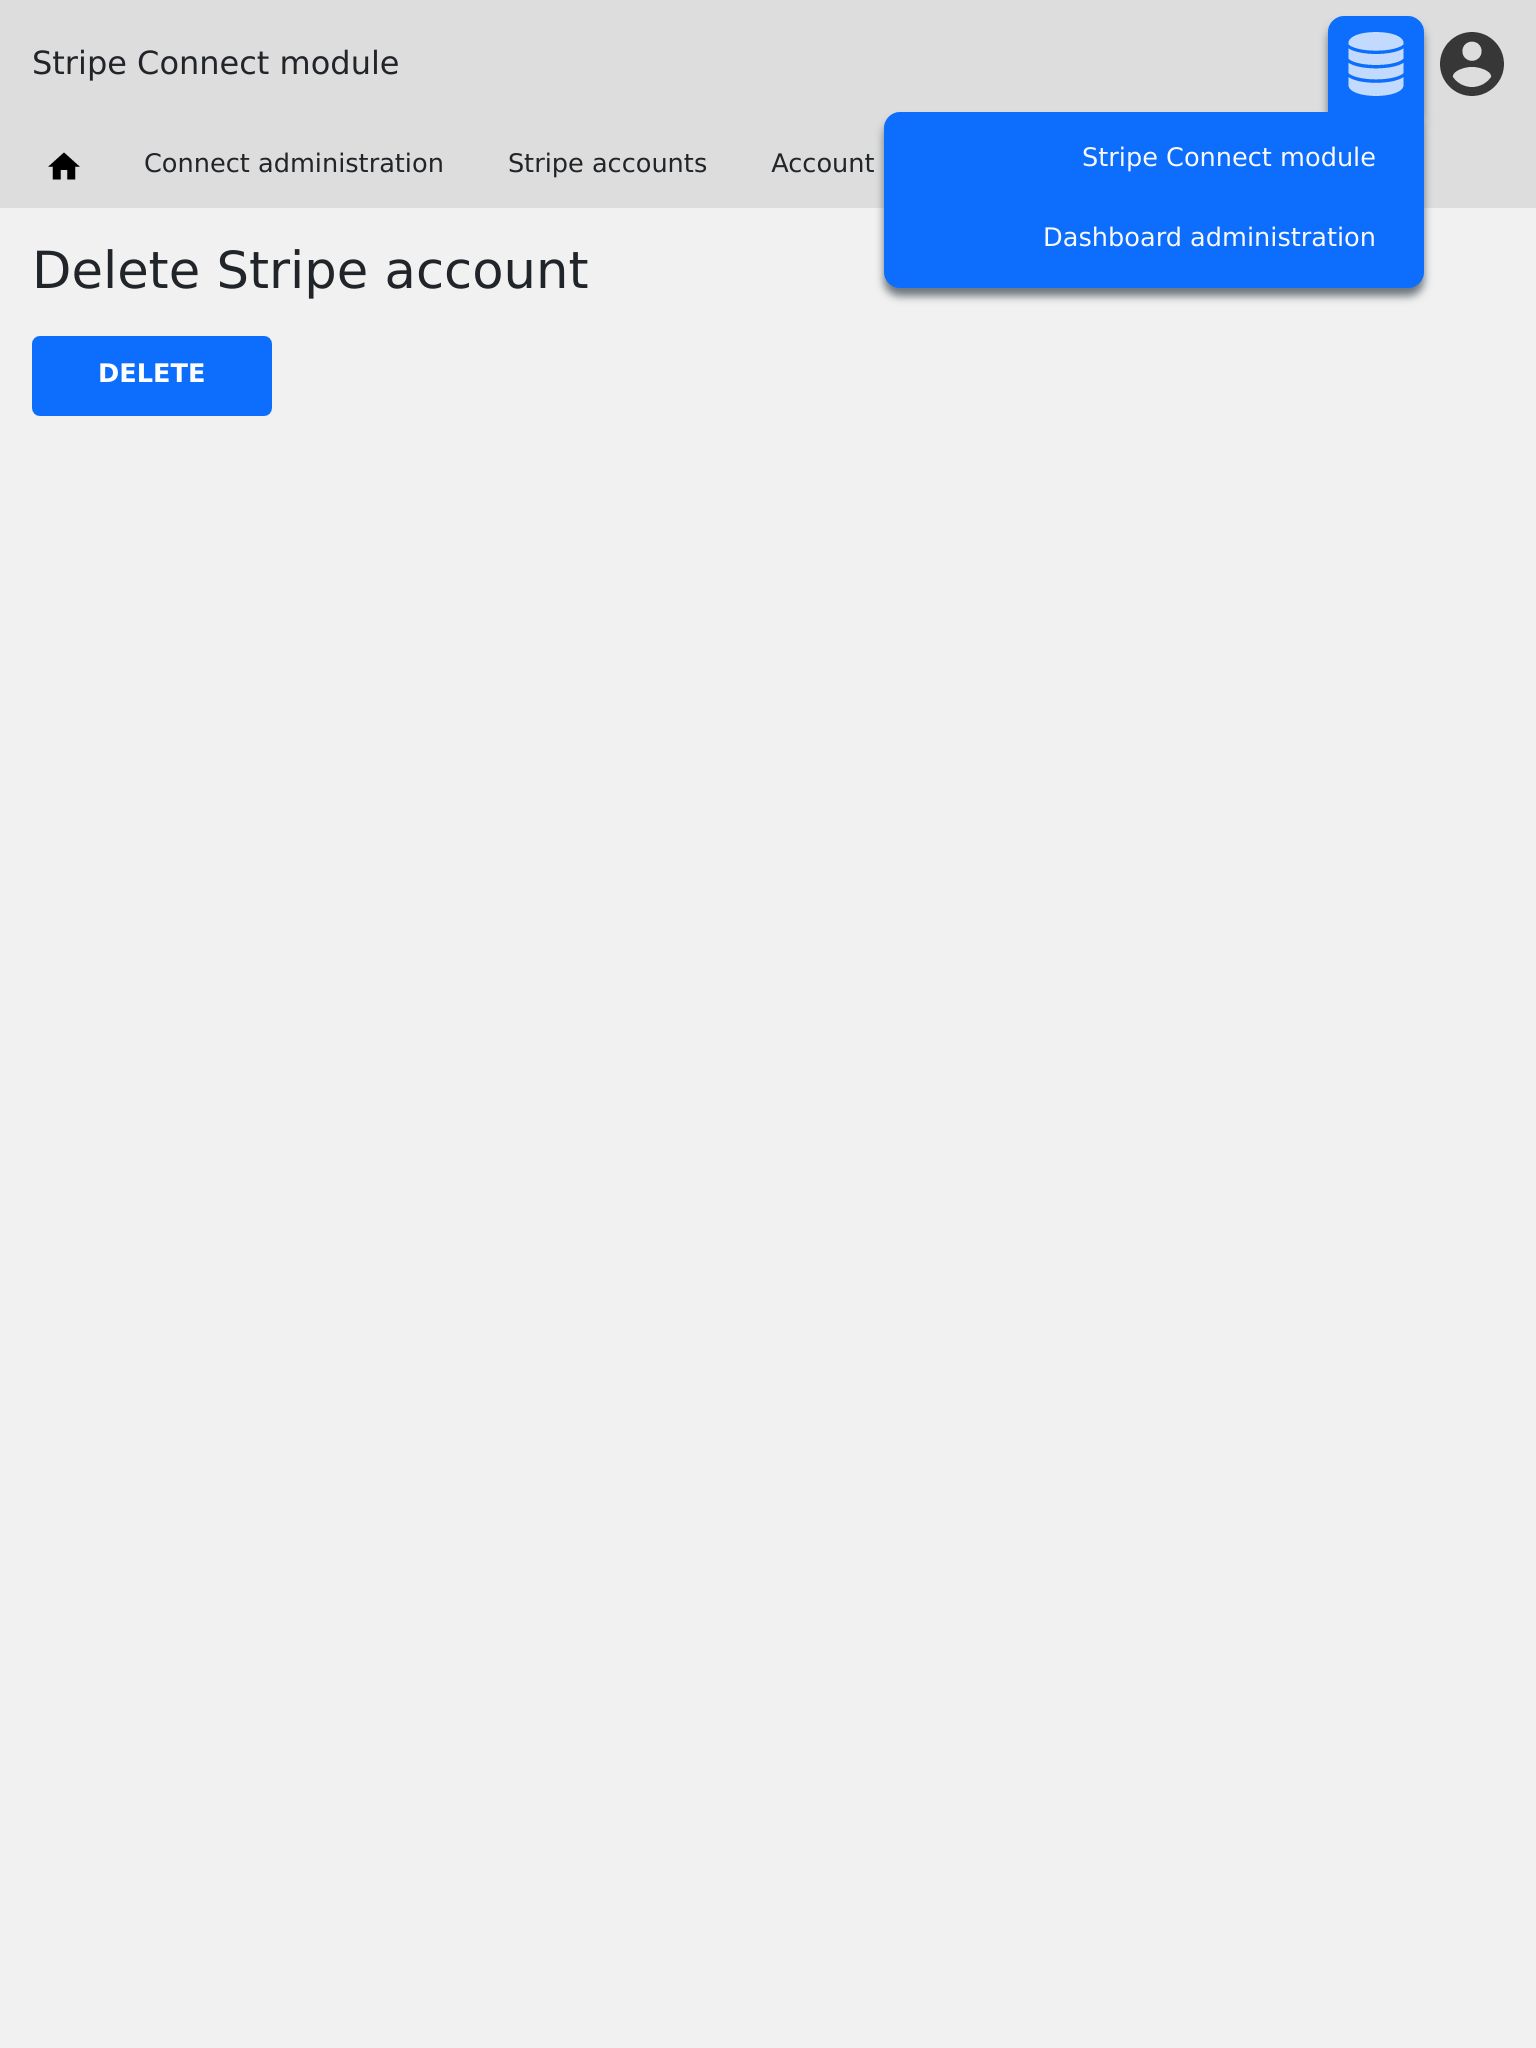 Stripe Connect module
Connect administration Stripe accounts Account
Stripe Connect module
Dashboard administration
Delete Stripe account
DELETE